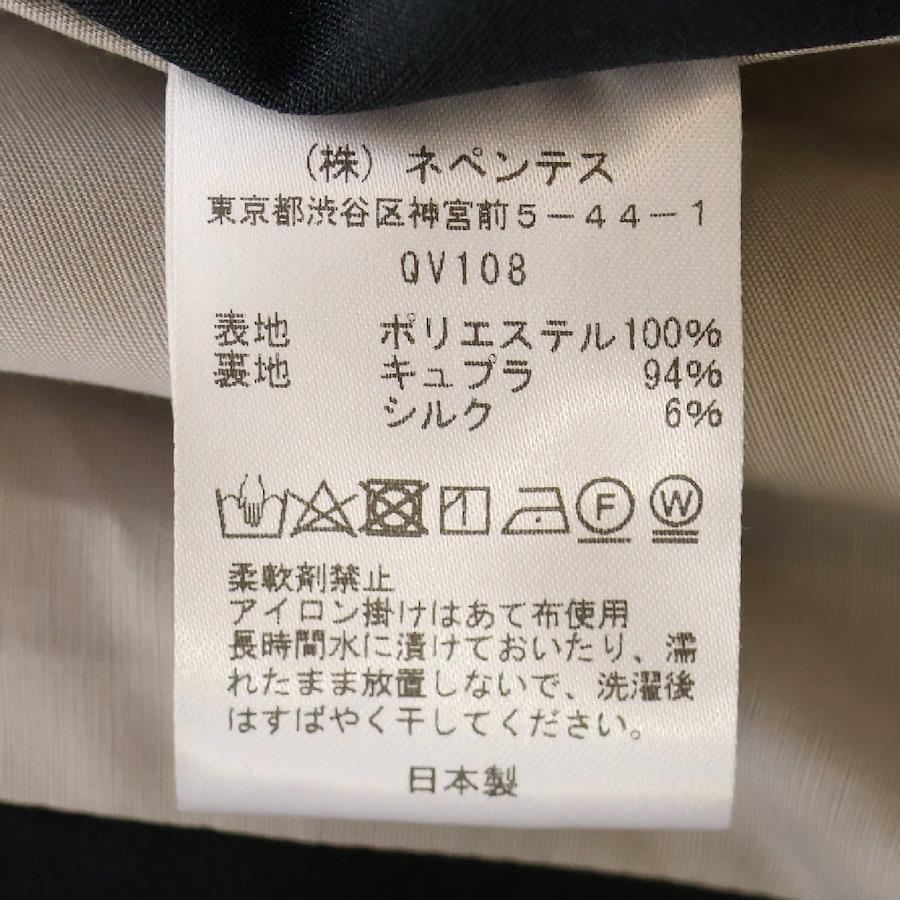 (株) ネペンテス
東京都渋谷区神宮前5-44-1
QV108
表地 ポリエステル100%
裏地 キュプラ 94%
シルク 6%
F W
柔軟剤禁止
アイロン掛けはあて布使用
長時間水に漬けておいたり、濡
れたまま放置しないで、洗濯後
はすばやく干してください。
日本製